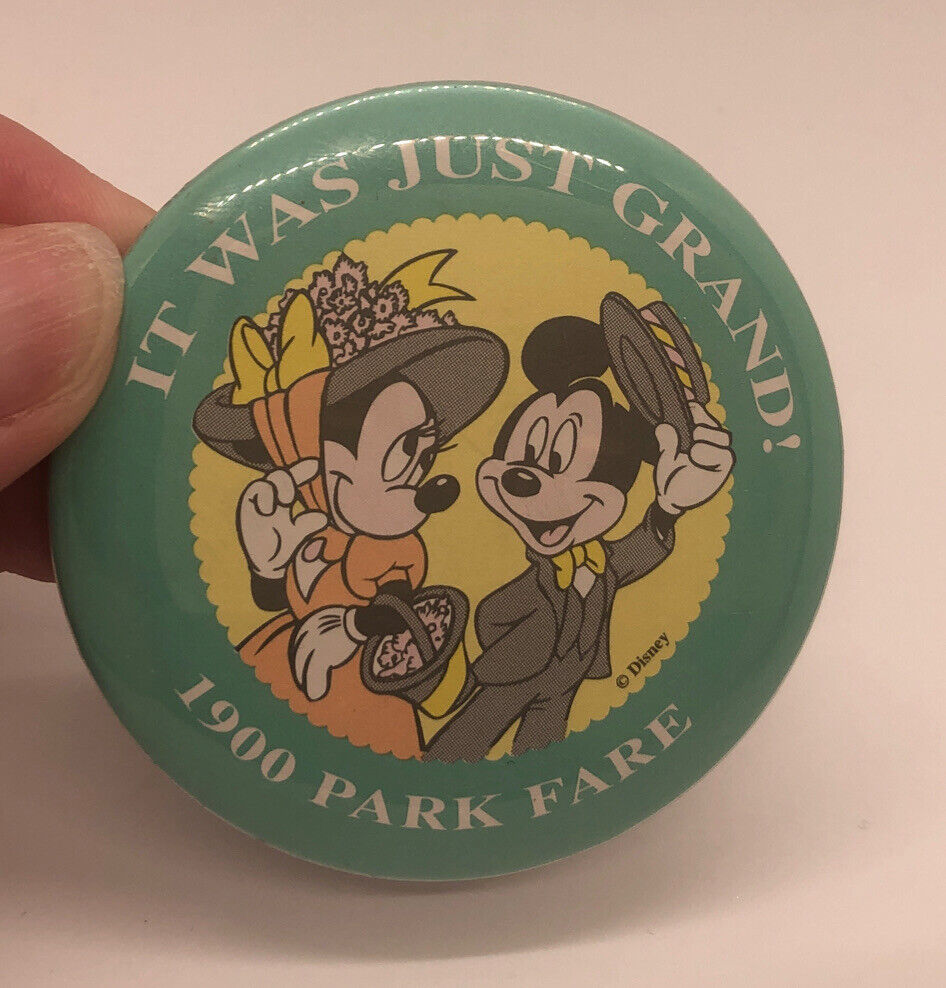 IT WAS JUST GRAND!
© Disney
1900 PARK FARE